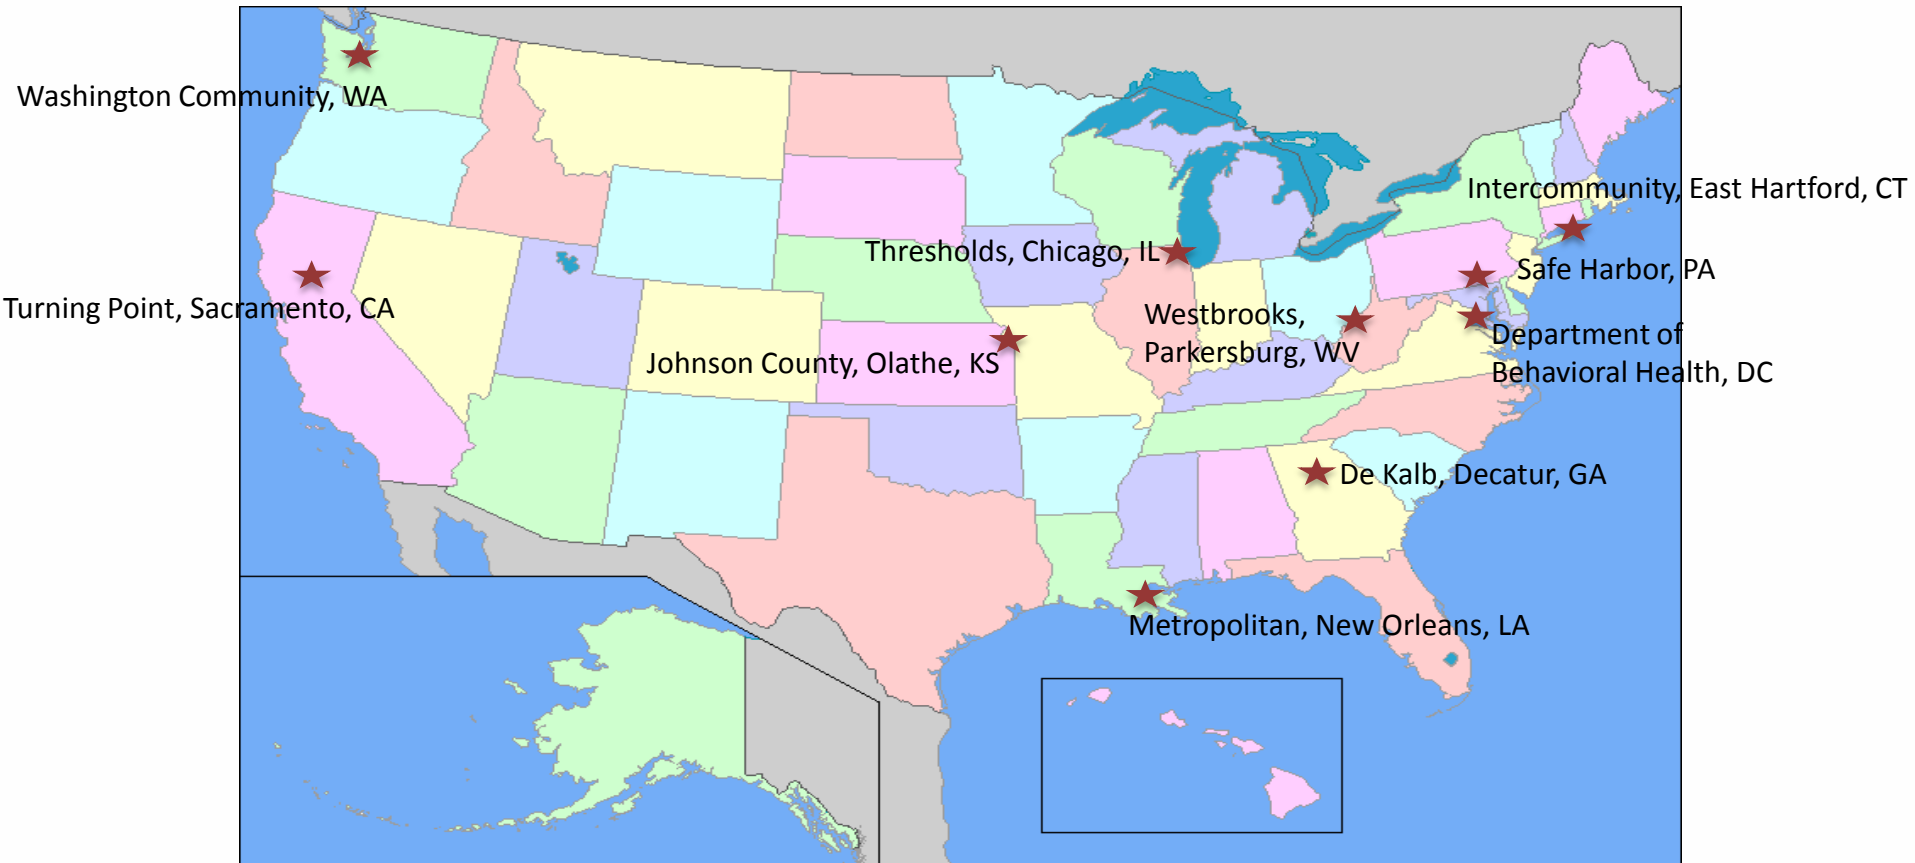 Washington Community, WA
Intercommunity, East Hartford, CT
Thresholds, Chicago, IL
Safe Harbor, PA
Turning Point, Sacramento, CA
Westbrooks,
Parkersburg, WV
Department of
Behavioral Health, DC
Johnson County, Olathe, KS
De Kalb, Decatur, GA
Metropolitan, New Orleans, LA